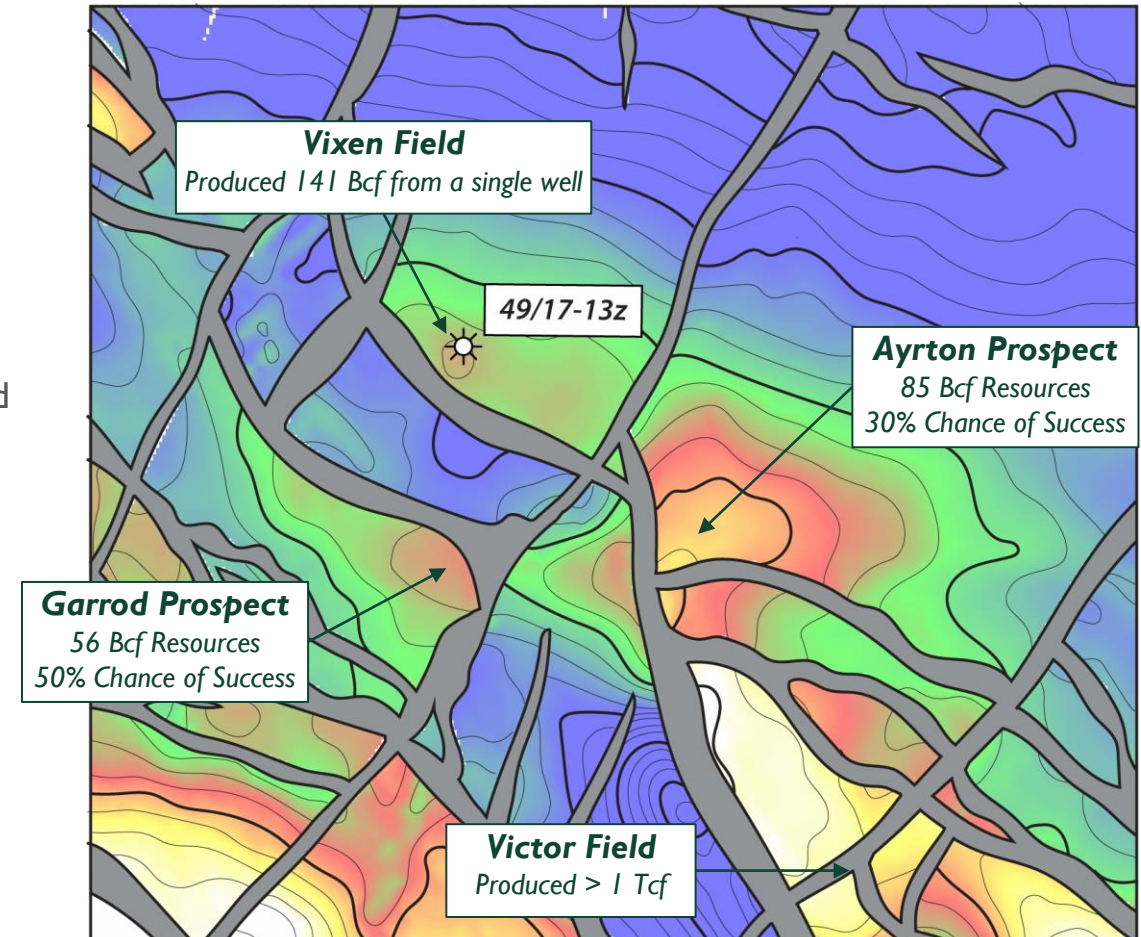 Vixen Field
Produced 141 Bcf from a single well
49/17-13z
Ayrton Prospect
85 Bcf Resources
30% Chance of Success
d
Garrod Prospect
56 Bcf Resources
50% Chance of Success
Victor Field
Produced > 1 Tcf